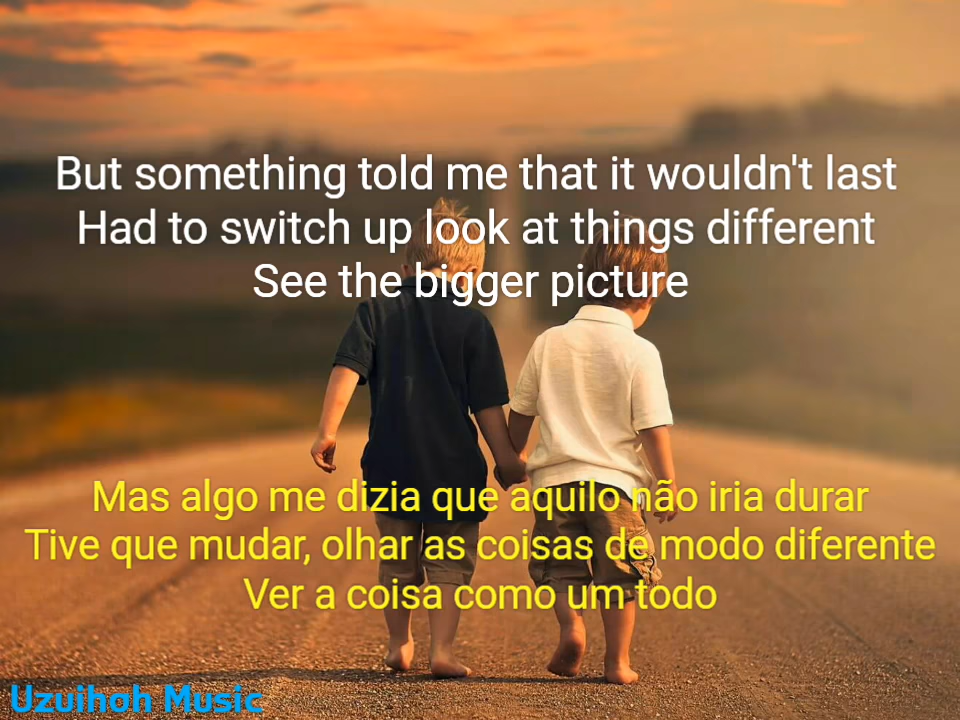 But something told me that it wouldn't last
Had to switch up look at things different
See the bigger picture
Mas algo me dizia que aquilo não iria durar
Tive que mudar, olhar as coisas de modo diferente
Ver a coisa como um todo
Uzuihoh Music